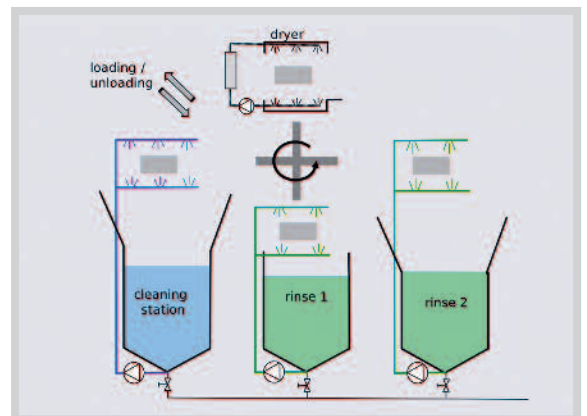 dryer
loading /
unloading
cleaning
station
rinse 1
rinse 2